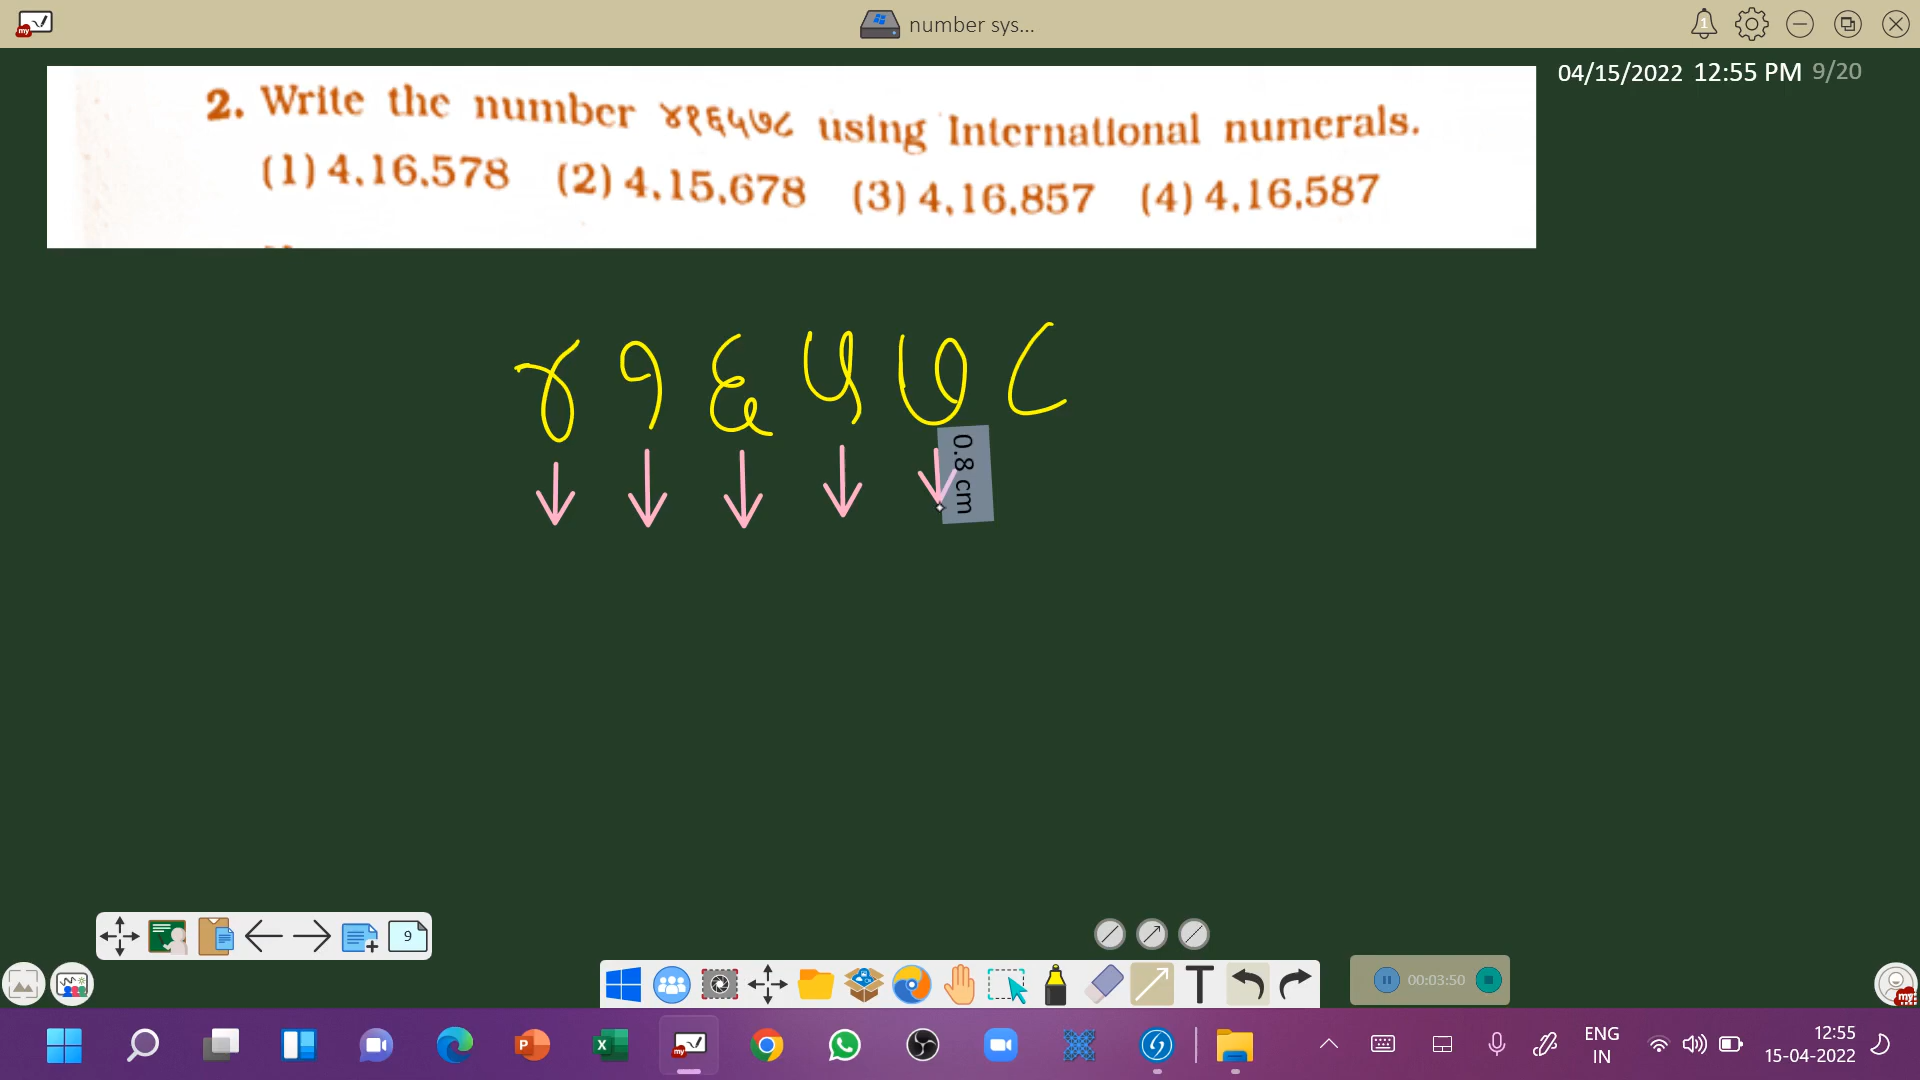 number sys...
04/15/2022 12:55 PM 9/20
2. Write the number ४१६५७८ using International numerals.
(1) 4,16,578 (2) 4,15,678 (3) 4,16,857 (4) 4,16,587
४ १ ६ ५ ७ ८
0.8 cm
9
00:03:50
ENG
IN
12:55
15-04-2022